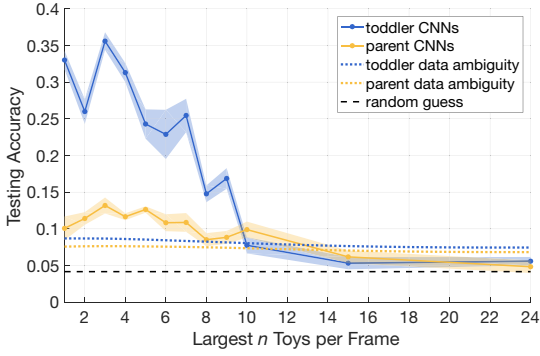 0.4
0.35
0.3
0.25
0.2
0.15
0.1
0.05
0
Testing Accuracy
toddler CNNs
parent CNNs
toddler data ambiguity
parent data ambiguity
random guess
2 4 6 8 10 12 14 16 18 20 22 24
Largest n Toys per Frame